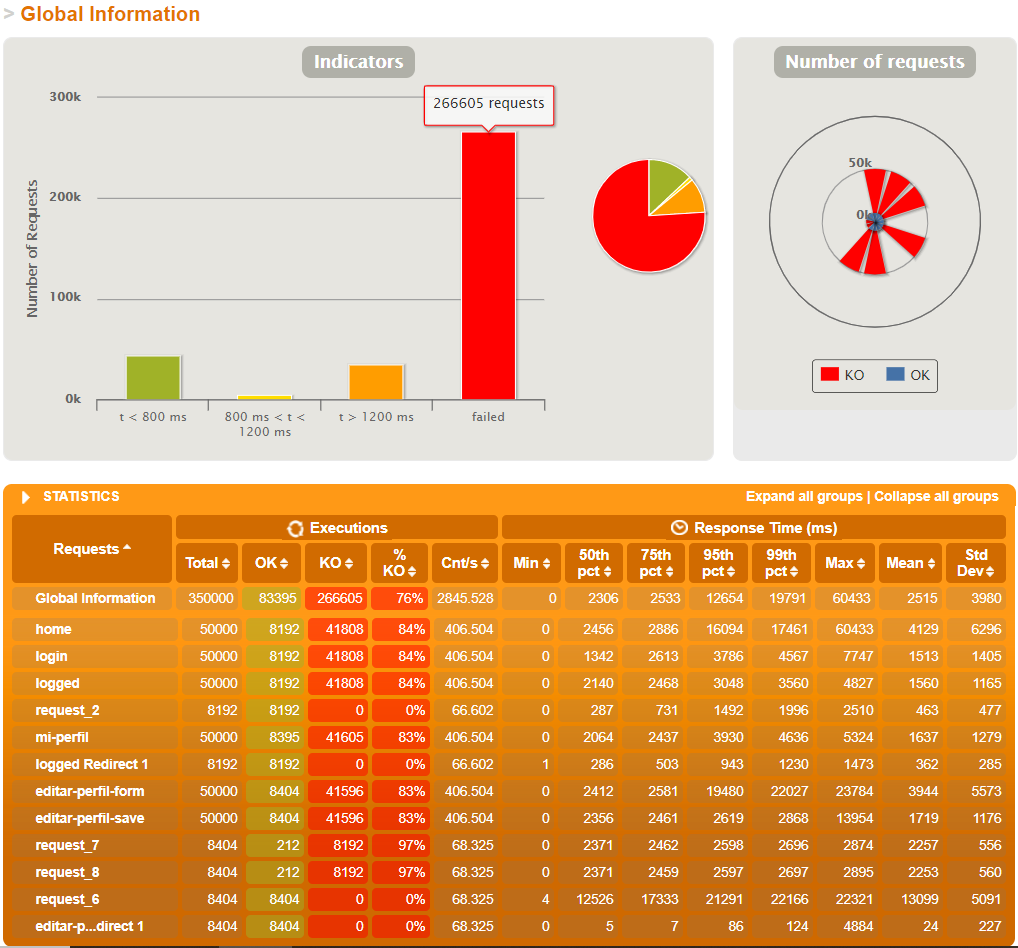 > Global Information
Indicators
Number of requests
266605 requests
300k
200k
100k
0k
Number of Requests
t < 800 ms
800 ms < t <
1200 ms
t > 1200 ms
failed
50k
0k
KO OK
STATISTICS Expand all groups | Collapse all groups
Requests Executions Response Time (ms)
Total OK KO % KO Cnt/s Min 50th pct 75th pct 95th pct 99th pct Max Mean Std Dev
Global Information 350000 83395 266605 76% 2845.528 0 2306 2533 12654 19791 60433 2515 3980
home 50000 8192 41808 84% 406.504 0 2456 2886 16094 17461 60433 4129 6296
login 50000 8192 41808 84% 406.504 0 1342 2613 3786 4567 7747 1513 1405
logged 50000 8192 41808 84% 406.504 0 2140 2468 3048 3560 4827 1560 1165
request_2 8192 8192 0 0% 66.602 0 287 731 1492 1996 2510 463 477
mi-perfil 50000 8395 41605 83% 406.504 0 2064 2437 3930 4636 5324 1637 1279
logged Redirect 1 8192 8192 0 0% 66.602 1 286 503 943 1230 1473 362 285
editar-perfil-form 50000 8404 41596 83% 406.504 0 2412 2581 19480 22027 23784 3944 5573
editar-perfil-save 50000 8404 41596 83% 406.504 0 2356 2461 2619 2868 13954 1719 1176
request_7 8404 212 8192 97% 68.325 0 2371 2462 2598 2696 2874 2257 556
request_8 8404 212 8192 97% 68.325 0 2371 2459 2597 2697 2895 2253 560
request_6 8404 8404 0 0% 68.325 4 12526 17333 21291 22166 22321 13099 5091
editar-p...direct 1 8404 8404 0 0% 68.325 0 5 7 86 124 4884 24 227